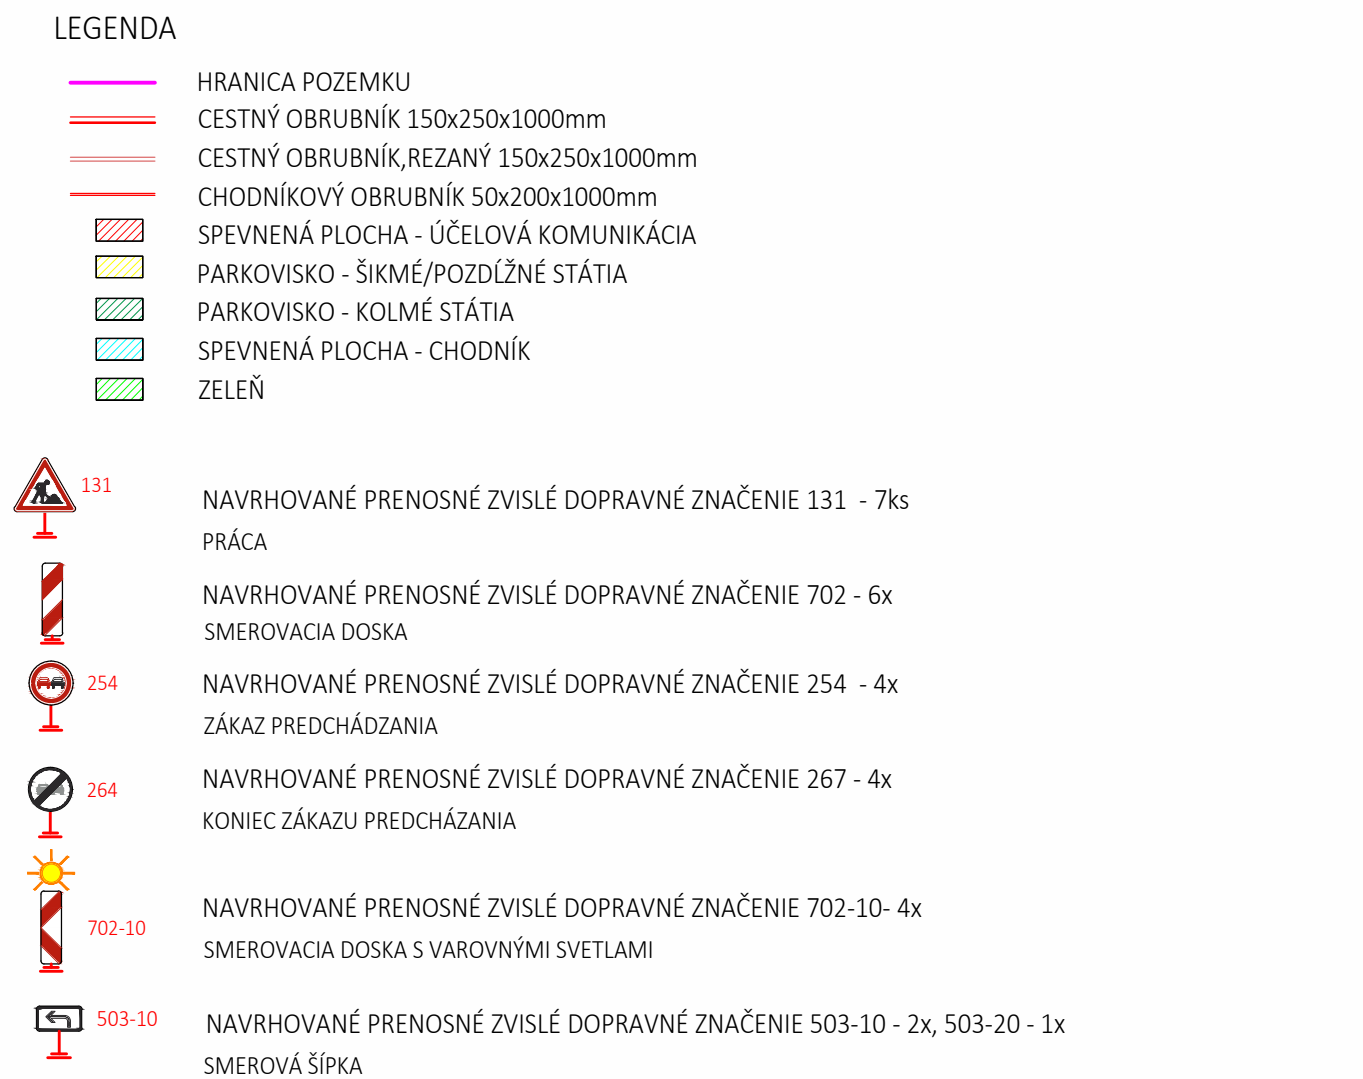 LEGENDA
HRANICA POZEMKU
CESTNÝ OBRUBNÍK 150x250x1000mm
CESTNÝ OBRUBNÍK,REZANÝ 150x250x1000mm
CHODNÍKOVÝ OBRUBNÍK 50x200x1000mm
SPEVNENÁ PLOCHA - ÚČELOVÁ KOMUNIKÁCIA
PARKOVISKO - ŠIKMÉ/POZDĹŽNÉ STÁTIA
PARKOVISKO - KOLMÉ STÁTIA
SPEVNENÁ PLOCHA - CHODNÍK
ZELEŇ
131
NAVRHOVANÉ PRENOSNÉ ZVISLÉ DOPRAVNÉ ZNAČENIE 131 - 7ks
PRÁCA
NAVRHOVANÉ PRENOSNÉ ZVISLÉ DOPRAVNÉ ZNAČENIE 702 - 6x
SMEROVACIA DOSKA
254
NAVRHOVANÉ PRENOSNÉ ZVISLÉ DOPRAVNÉ ZNAČENIE 254 - 4x
ZÁKAZ PREDCHÁDZANIA
264
NAVRHOVANÉ PRENOSNÉ ZVISLÉ DOPRAVNÉ ZNAČENIE 267 - 4x
KONIEC ZÁKAZU PREDCHÁZANIA
702-10
NAVRHOVANÉ PRENOSNÉ ZVISLÉ DOPRAVNÉ ZNAČENIE 702-10- 4x
SMEROVACIA DOSKA S VAROVNÝMI SVETLAMI
503-10
NAVRHOVANÉ PRENOSNÉ ZVISLÉ DOPRAVNÉ ZNAČENIE 503-10 - 2x, 503-20 - 1x
SMEROVÁ ŠÍPKA